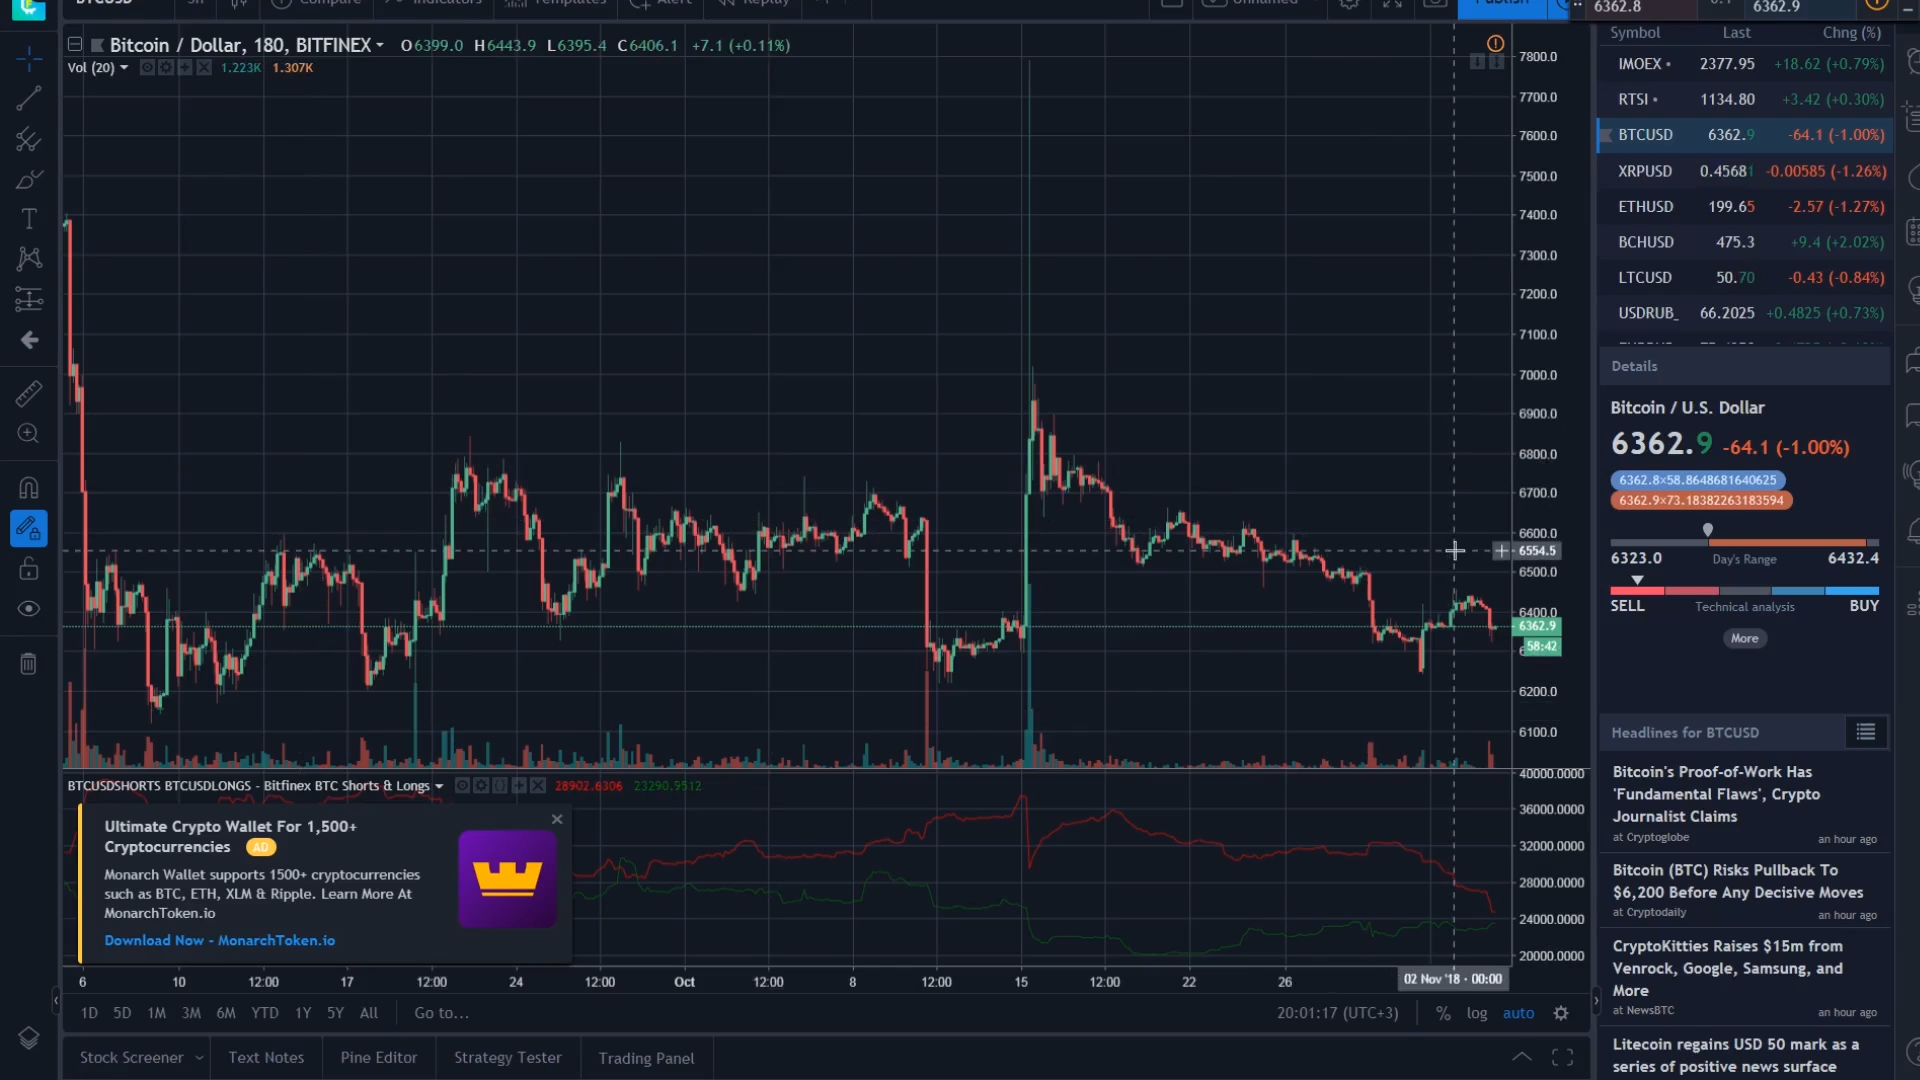 BTCUSD 3h Compare Indicators Templates Alert Replay Unnamed Publish 6362.8 0.1 6362.9
Bitcoin / Dollar, 180, BITFINEX O6399.0 H6443.9 L6395.4 C6406.1 +7.1 (+0.11%)
Vol (20) 1.223K 1.307K
7800.0
7700.0
7600.0
7500.0
7400.0
7300.0
7200.0
7100.0
7000.0
6900.0
6800.0
6700.0
6600.0
6554.5
6500.0
6400.0
6362.9
58:42
6200.0
6100.0
BTCUSDSHORTS BTCUSDLONGS - Bitfinex BTC Shorts & Longs 28902.6306 23290.9512
40000.0000
36000.0000
32000.0000
28000.0000
24000.0000
20000.0000
Ultimate Crypto Wallet For 1,500+
Cryptocurrencies AD
Monarch Wallet supports 1500+ cryptocurrencies
such as BTC, ETH, XLM & Ripple. Learn More At
MonarchToken.io
Download Now - MonarchToken.io
6 10 12:00 17 12:00 24 12:00 Oct 12:00 8 12:00 15 12:00 22 26 02 Nov '18 · 00:00
1D 5D 1M 3M 6M YTD 1Y 5Y All Go to... 20:01:17 (UTC+3) % log auto
Stock Screener Text Notes Pine Editor Strategy Tester Trading Panel
Symbol Last Chng (%)
IMOEX 2377.95 +18.62 (+0.79%)
RTSI 1134.80 +3.42 (+0.30%)
BTCUSD 6362.9 -64.1 (-1.00%)
XRPUSD 0.45681 -0.00585 (-1.26%)
ETHUSD 199.65 -2.57 (-1.27%)
BCHUSD 475.3 +9.4 (+2.02%)
LTCUSD 50.70 -0.43 (-0.84%)
USDRUB_ 66.2025 +0.4825 (+0.73%)
Details
Bitcoin / U.S. Dollar
6362.9 -64.1 (-1.00%)
6362.8×58.8648681640625
6362.9×73.18382263183594
6323.0 Day's Range 6432.4
SELL Technical analysis BUY
More
Headlines for BTCUSD
Bitcoin's Proof-of-Work Has
'Fundamental Flaws', Crypto
Journalist Claims
at Cryptoglobe an hour ago
Bitcoin (BTC) Risks Pullback To
$6,200 Before Any Decisive Moves
at Cryptodaily an hour ago
CryptoKitties Raises $15m from
Venrock, Google, Samsung, and
More
at NewsBTC an hour ago
Litecoin regains USD 50 mark as a
series of positive news surface